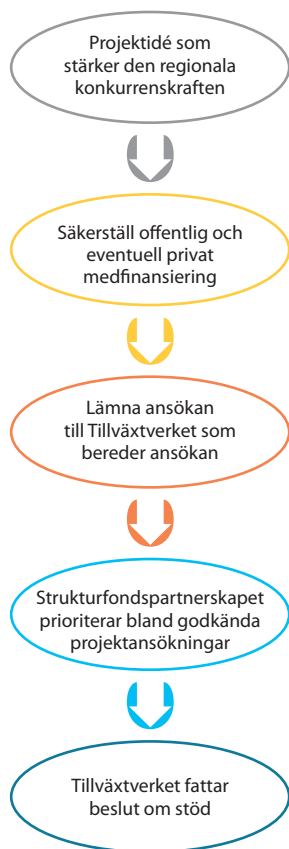 Projektidé som
stärker den regionala
konkurrenskraften
Säkerställ offentlig och
eventuell privat
medfinansiering
Lämna ansökan
till Tillväxtverket som
bereder ansökan
Strukturfondspartnerskapet
prioriterar bland godkända
projektansökningar
Tillväxtverket fattar
beslut om stöd